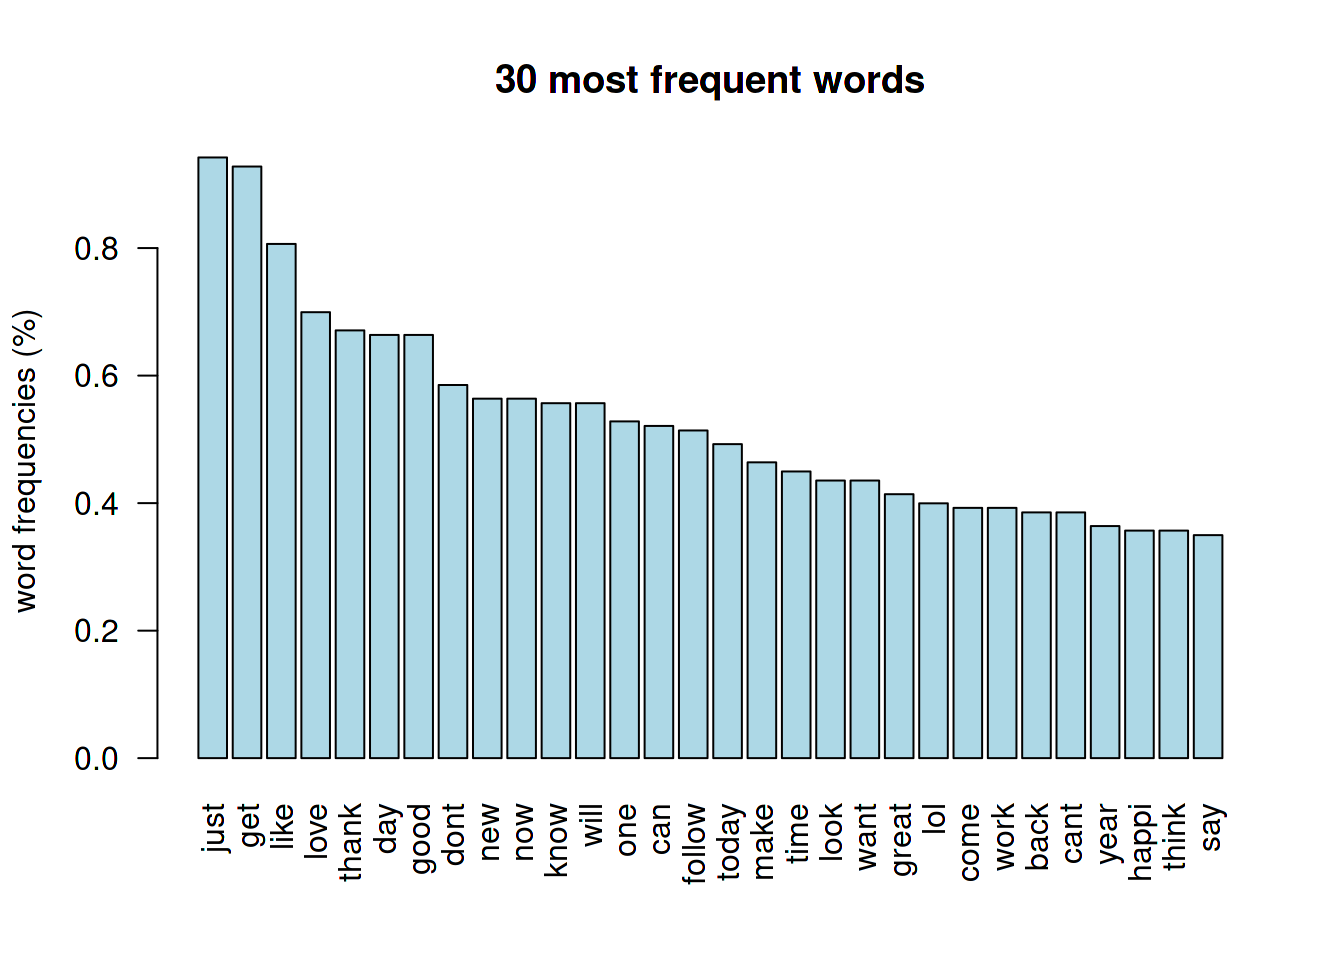 30 most frequent words
word frequencies (%)
0.8
0.6
0.4
0.2
0.0
just
get
like
love
thank
day
good
dont
new
now
know
will
one
can
follow
today
make
time
look
want
great
lol
come
work
back
cant
year
happi
think
say